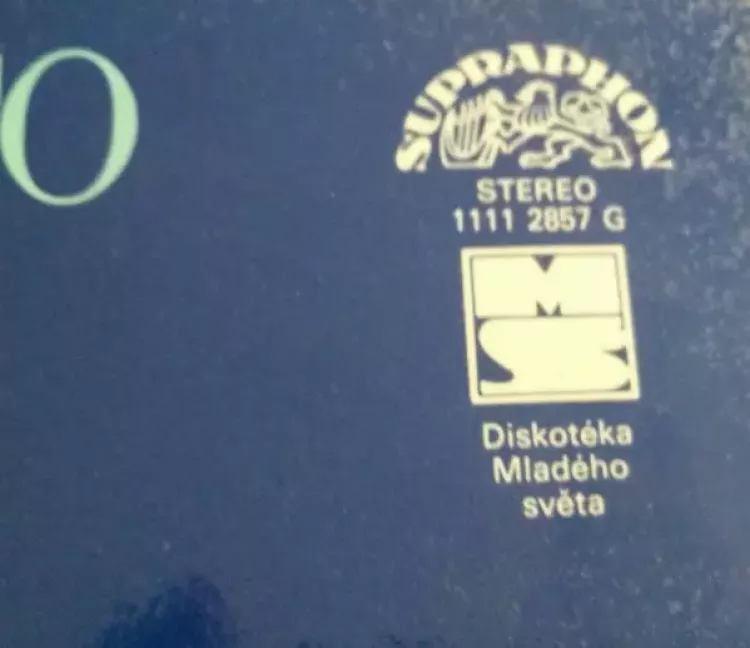 O
SUPRAPHON
STEREO
1111 2857 G
MS
Diskotéka
Mladého
světa